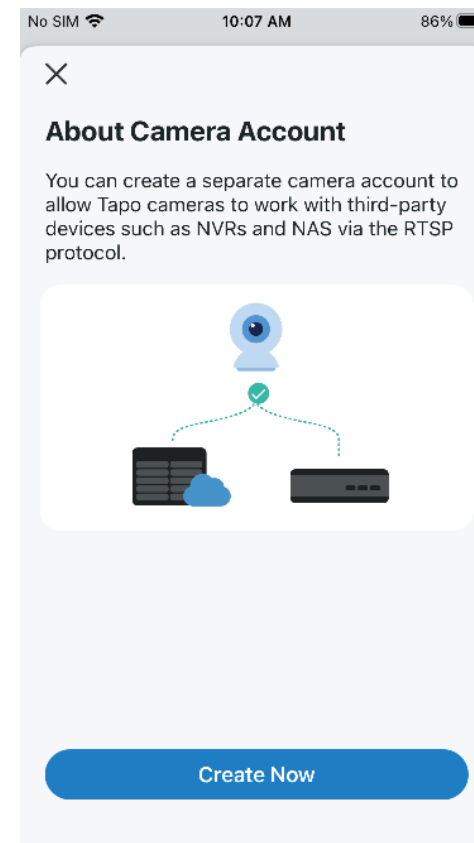 No SIM 10:07 AM 86%
About Camera Account
You can create a separate camera account to
allow Tapo cameras to work with third-party
devices such as NVRs and NAS via the RTSP
protocol.
Create Now